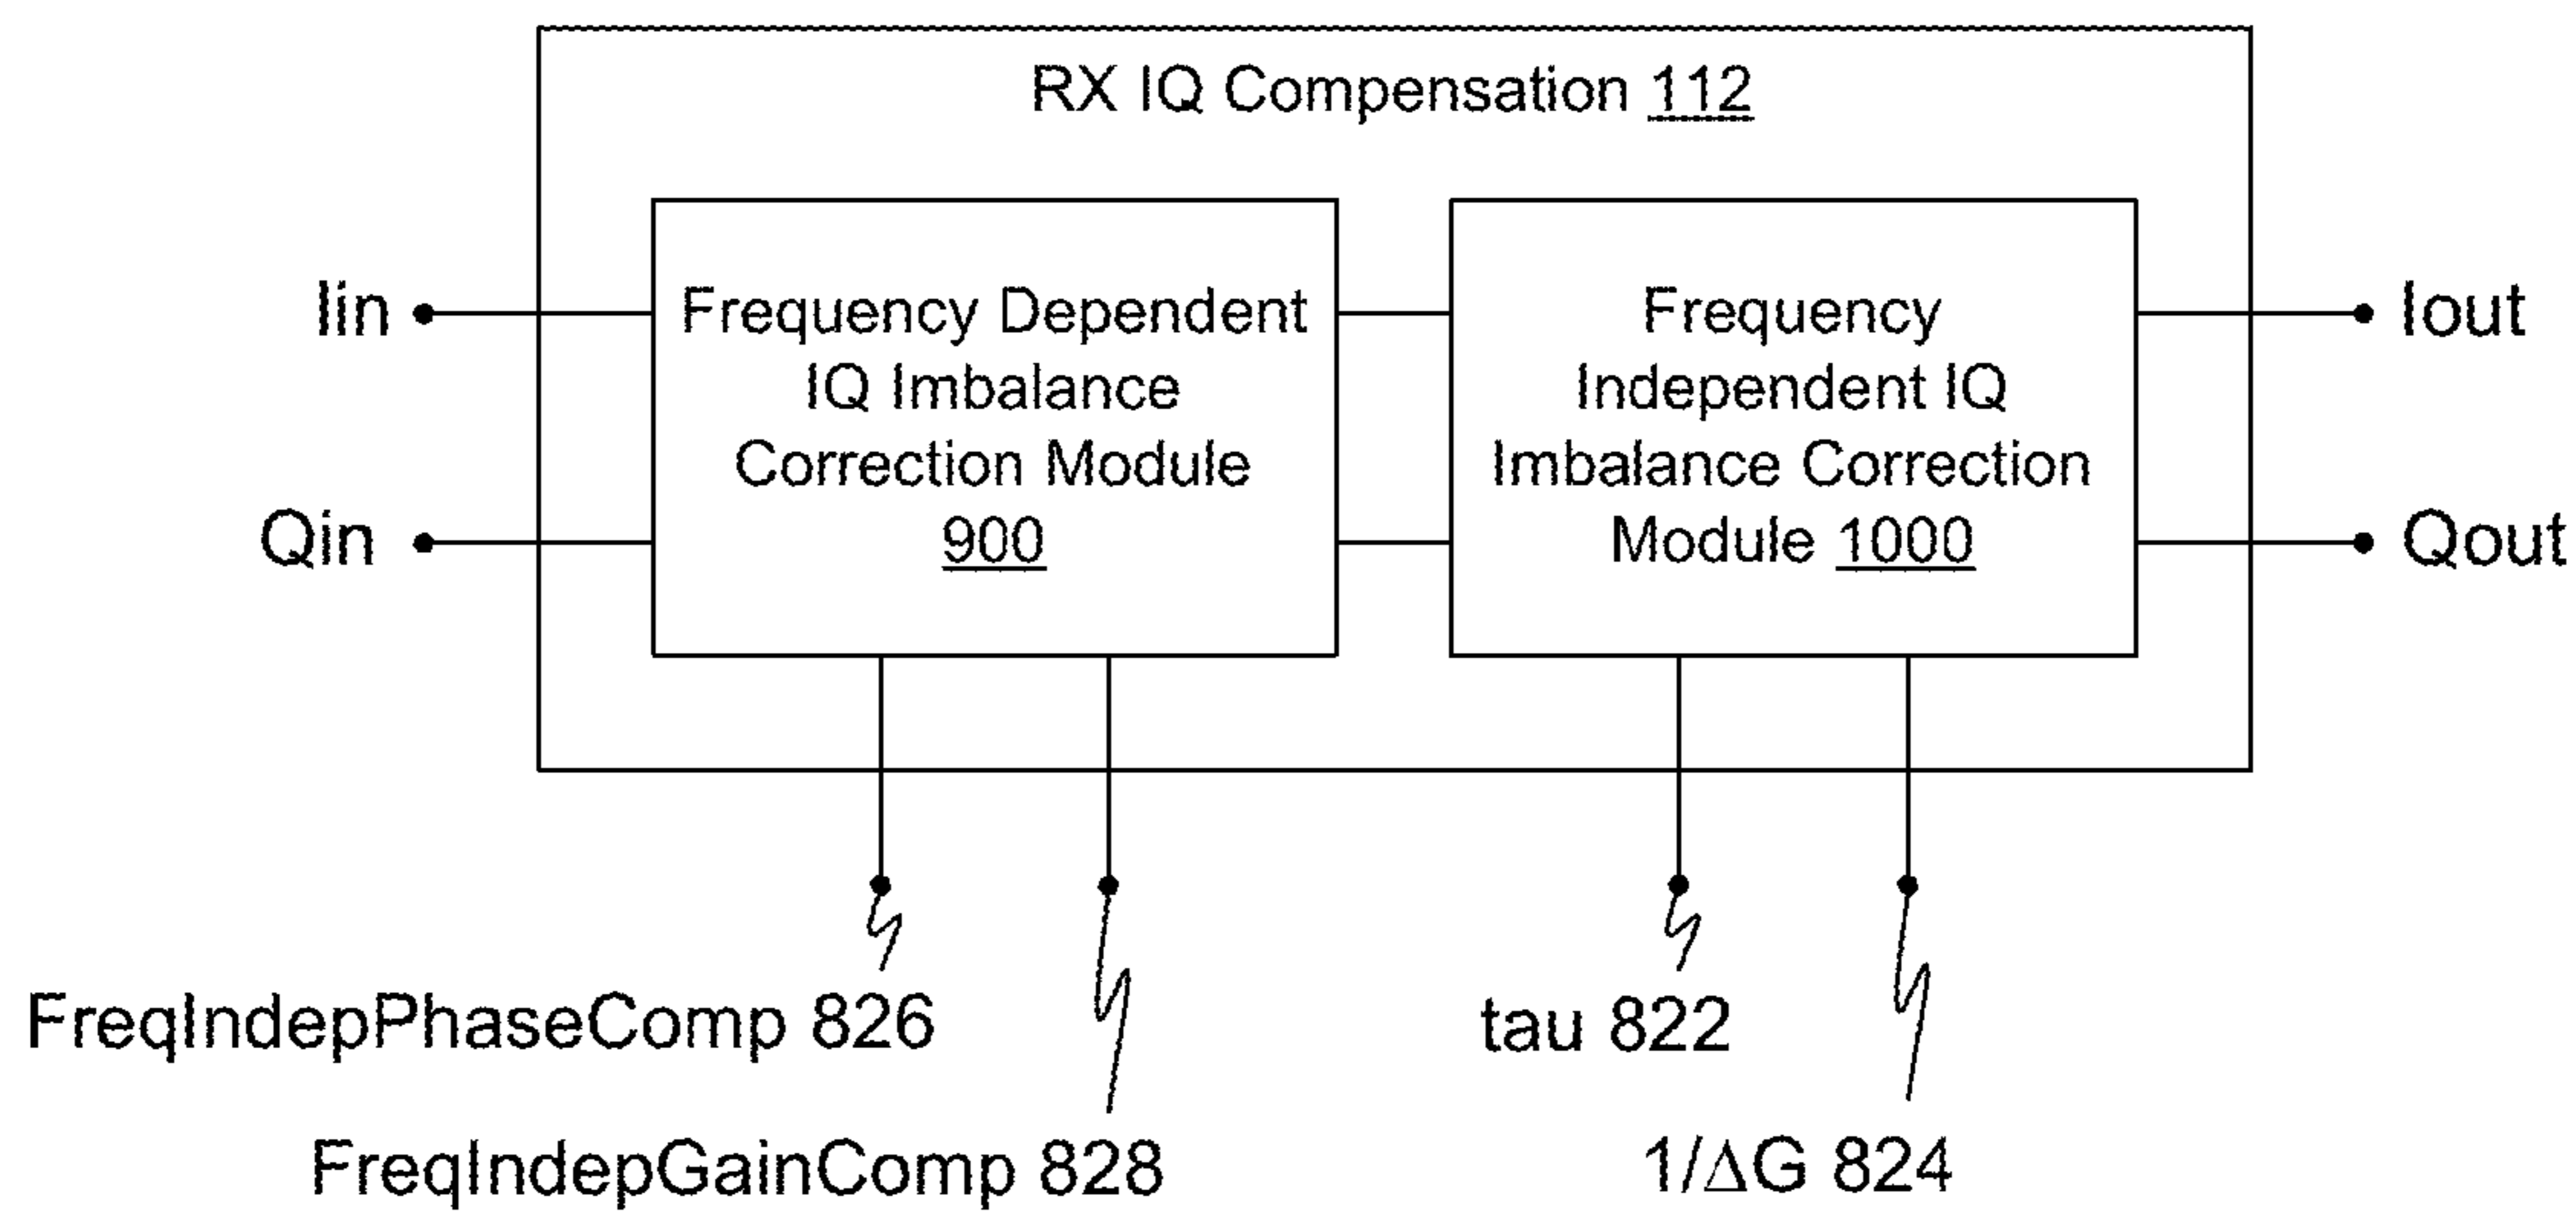 RX IQ Compensation 112
Iin
Qin
Frequency Dependent
IQ Imbalance
Correction Module
900
Frequency
Independent IQ
Imbalance Correction
Module 1000
Iout
Qout
FreqIndepPhaseComp 826
FreqIndepGainComp 828
tau 822
1/ΔG 824